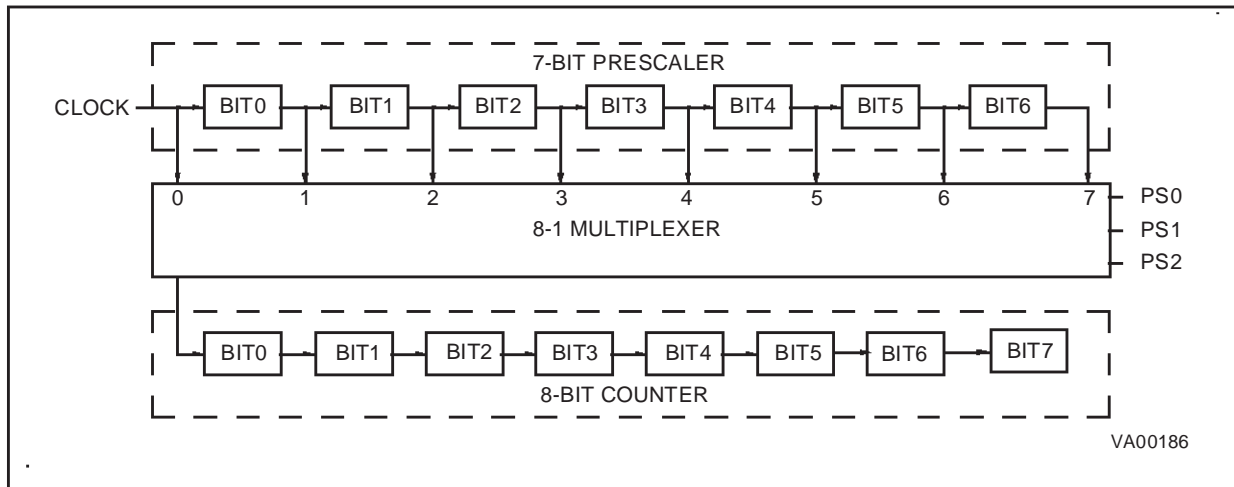 7-BIT PRESCALER
CLOCK BIT0 BIT1 BIT2 BIT3 BIT4 BIT5 BIT6
0 1 2 3 4 5 6 7 PS0
8-1 MULTIPLEXER PS1
PS2
BIT0 BIT1 BIT2 BIT3 BIT4 BIT5 BIT6 BIT7
8-BIT COUNTER
VA00186